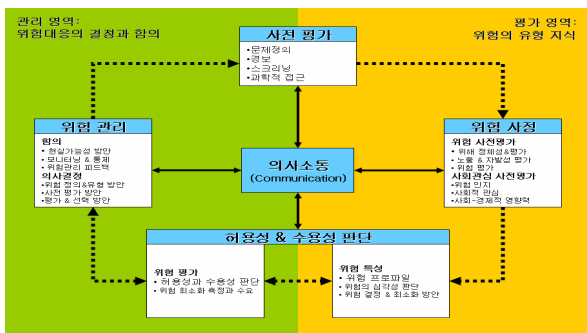 관리 영역:
위험대응의 결정과 함의
평가 영역:
위험의 유형 지식
사전 평가
•문제정의
•경보
•스크리닝
•과학적 접근
위험 관리
함의
• 현실가능성 방안
• 모니터닝 & 통제
• 위험관리 피드백
의사결정
•위험 정의&유형 방안
•사전 평가 방안
•평가 & 선택 방안
의사소통
(Communication)
위험 사정
위험 사전평가
• 위해 정체성&평가
• 노출 & 자발성 평가
• 위험 평가
사회관심 사전평가
•위험 인지
•사회적 관심
•사회-경제적 영향력
허용성 & 수용성 판단
위험 평가
• 허용성과 수용성 판단
• 위험 최소화 측정과 수요
위험 특성
• 위험 프로파일
•위험의 심각성 판단
•위험 결정 & 최소화 방안